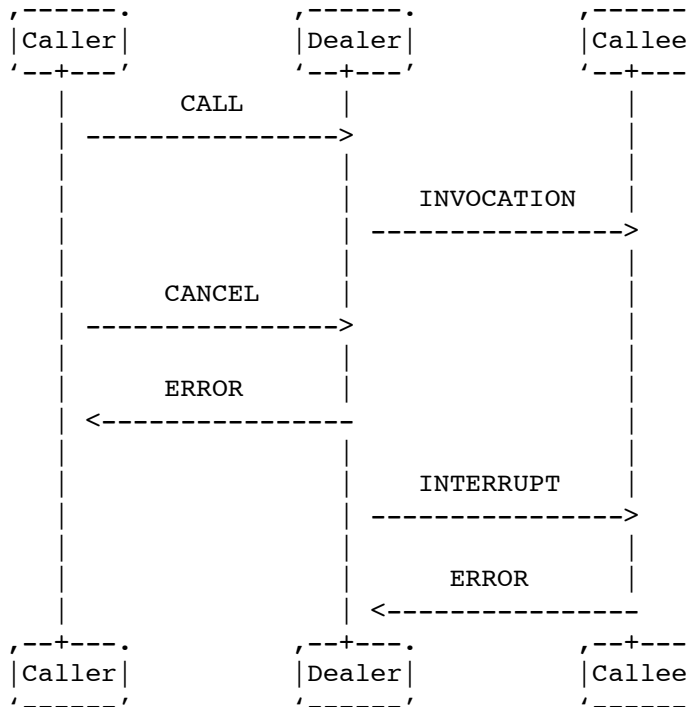 Caller Dealer Callee
CALL
INVOCATION
CANCEL
ERROR
INTERRUPT
ERROR
Caller Dealer Callee